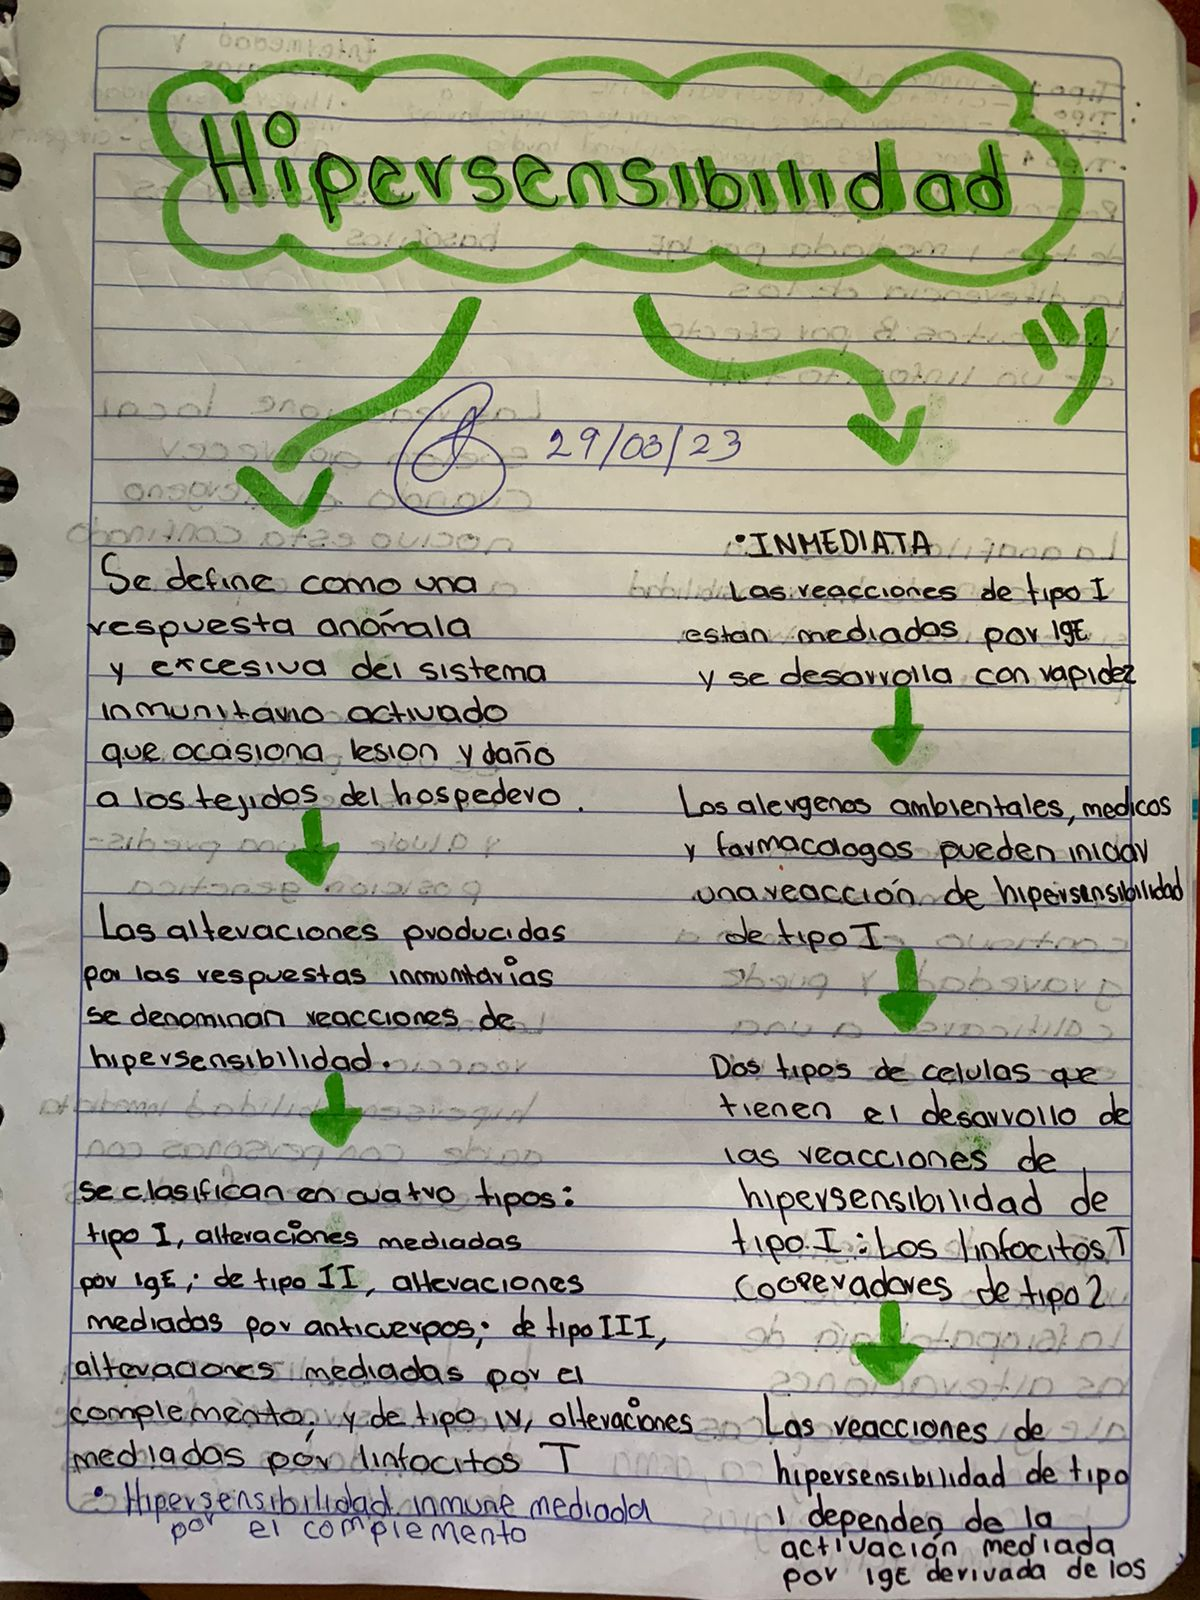 Hipersensibilidad
29/03/23
Se define como una
respuesta anómala
y excesiva del sistema
inmunitario activado
que ocasiona lesion y daño
a los tejidos del hospedero.
Las alteraciones producidas
por las respuestas inmunitarias
se denominan reacciones de
hipersensibilidad.
se clasifican en cuatro tipos:
tipo I, alteraciones mediadas
por IgE; de tipo II, alteraciones
mediadas por anticuerpos; de tipo III,
alteraciones mediadas por el
complemento; y de tipo IV, alteraciones
mediadas por linfocitos T
• Hipersensibilidad inmune mediada
por el complemento
•INMEDIATA
Las reacciones de tipo I
estan mediados por IgE
y se desarrolla con rapidez
Los alergenos ambientales, medicos
y farmacologos pueden iniciar
una reacción de hipersensibilidad
de tipo I
Dos tipos de celulas que
tienen el desarrollo de
las reacciones de
hipersensibilidad de
tipo I: Los linfocitos T
cooperadores de tipo 2
Las reacciones de
hipersensibilidad de tipo
1 dependen de la
activación mediada
por IgE derivada de los